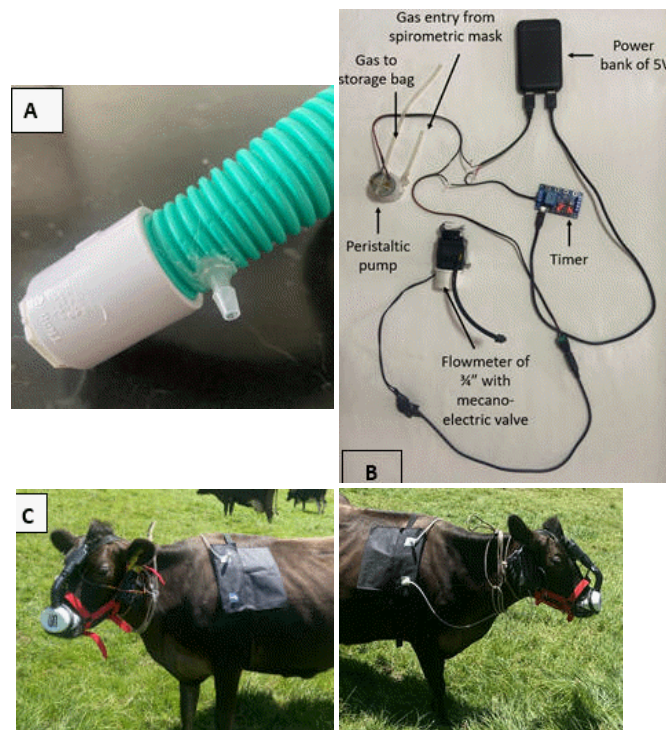 A
Gas entry from
spirometric mask
Gas to
storage bag
Power
bank of 5V
Peristaltic
pump
Timer
Flowmeter of
¾” with
mecano-
electric valve
B
C